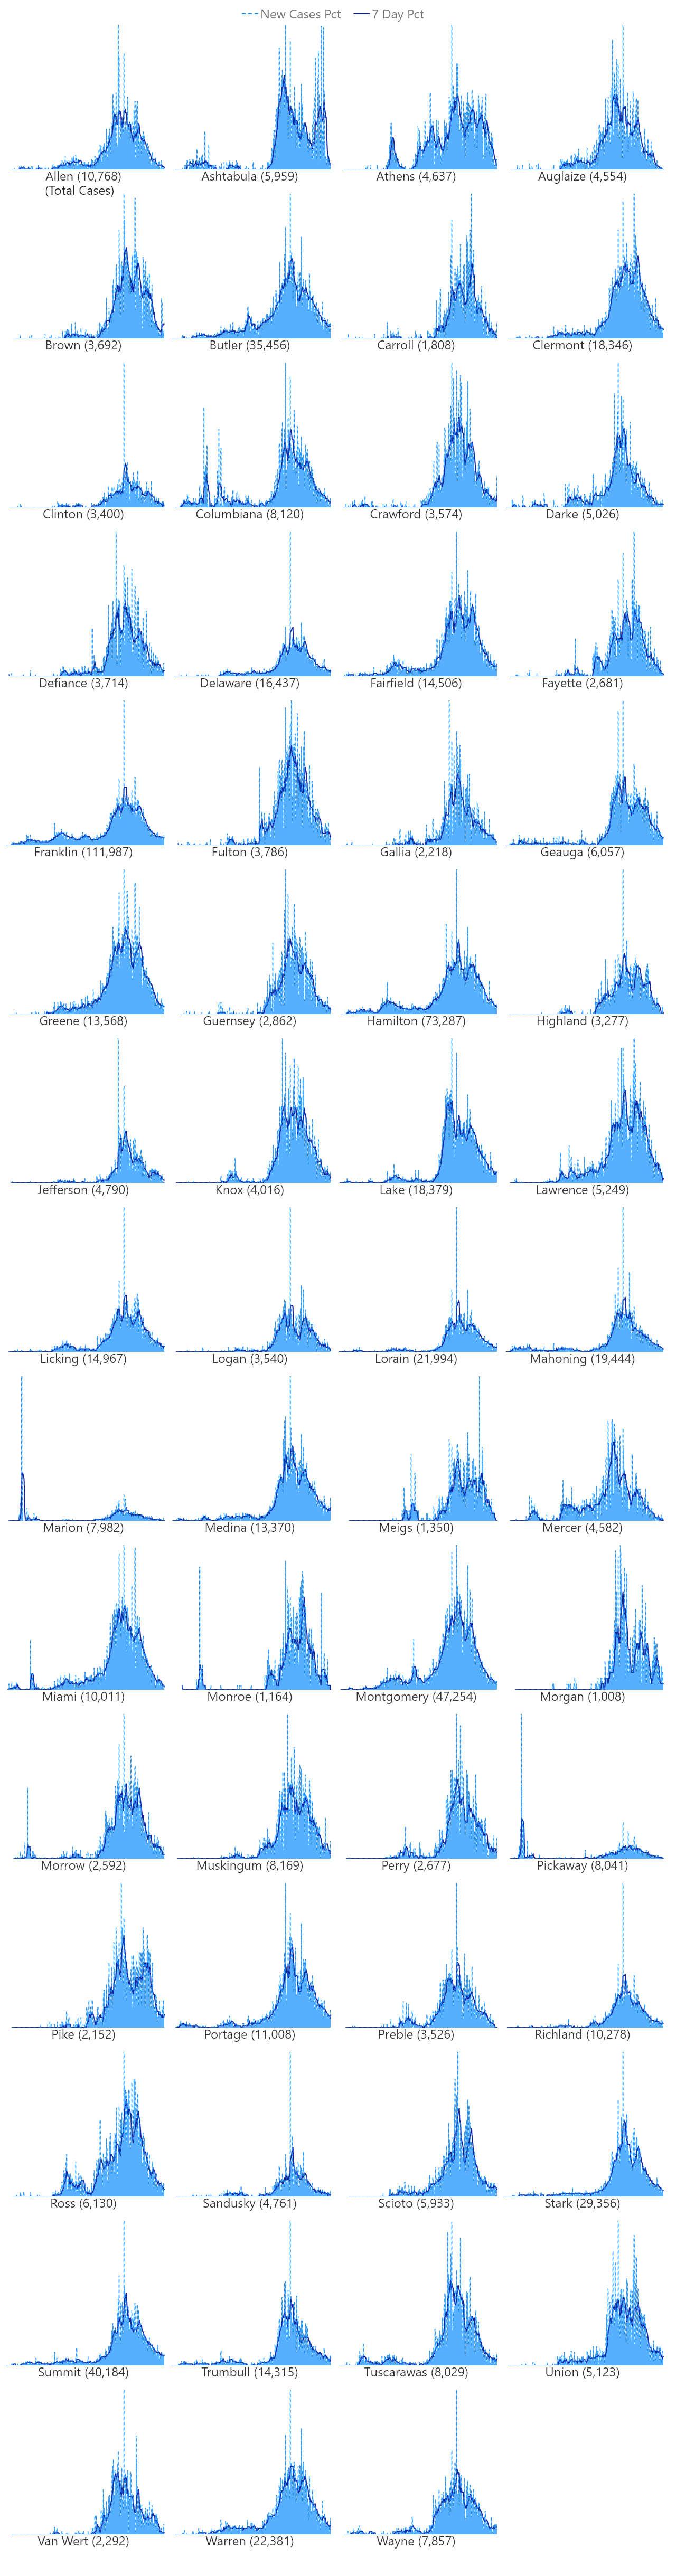 New Cases Pct 7 Day Pct
Allen (10,768) Ashtabula (5,959) Athens (4,637) Auglaize (4,554)
(Total Cases)
Brown (3,692) Butler (35,456) Carroll (1,808) Clermont (18,346)
Clinton (3,400) Columbiana (8,120) Crawford (3,574) Darke (5,026)
Defiance (3,714) Delaware (16,437) Fairfield (14,506) Fayette (2,681)
Franklin (111,987) Fulton (3,786) Gallia (2,218) Geauga (6,057)
Greene (13,568) Guernsey (2,862) Hamilton (73,287) Highland (3,277)
Jefferson (4,790) Knox (4,016) Lake (18,379) Lawrence (5,249)
Licking (14,967) Logan (3,540) Lorain (21,994) Mahoning (19,444)
Marion (7,982) Medina (13,370) Meigs (1,350) Mercer (4,582)
Miami (10,011) Monroe (1,164) Montgomery (47,254) Morgan (1,008)
Morrow (2,592) Muskingum (8,169) Perry (2,677) Pickaway (8,041)
Pike (2,152) Portage (11,008) Preble (3,526) Richland (10,278)
Ross (6,130) Sandusky (4,761) Scioto (5,933) Stark (29,356)
Summit (40,184) Trumbull (14,315) Tuscarawas (8,029) Union (5,123)
Van Wert (2,292) Warren (22,381) Wayne (7,857)